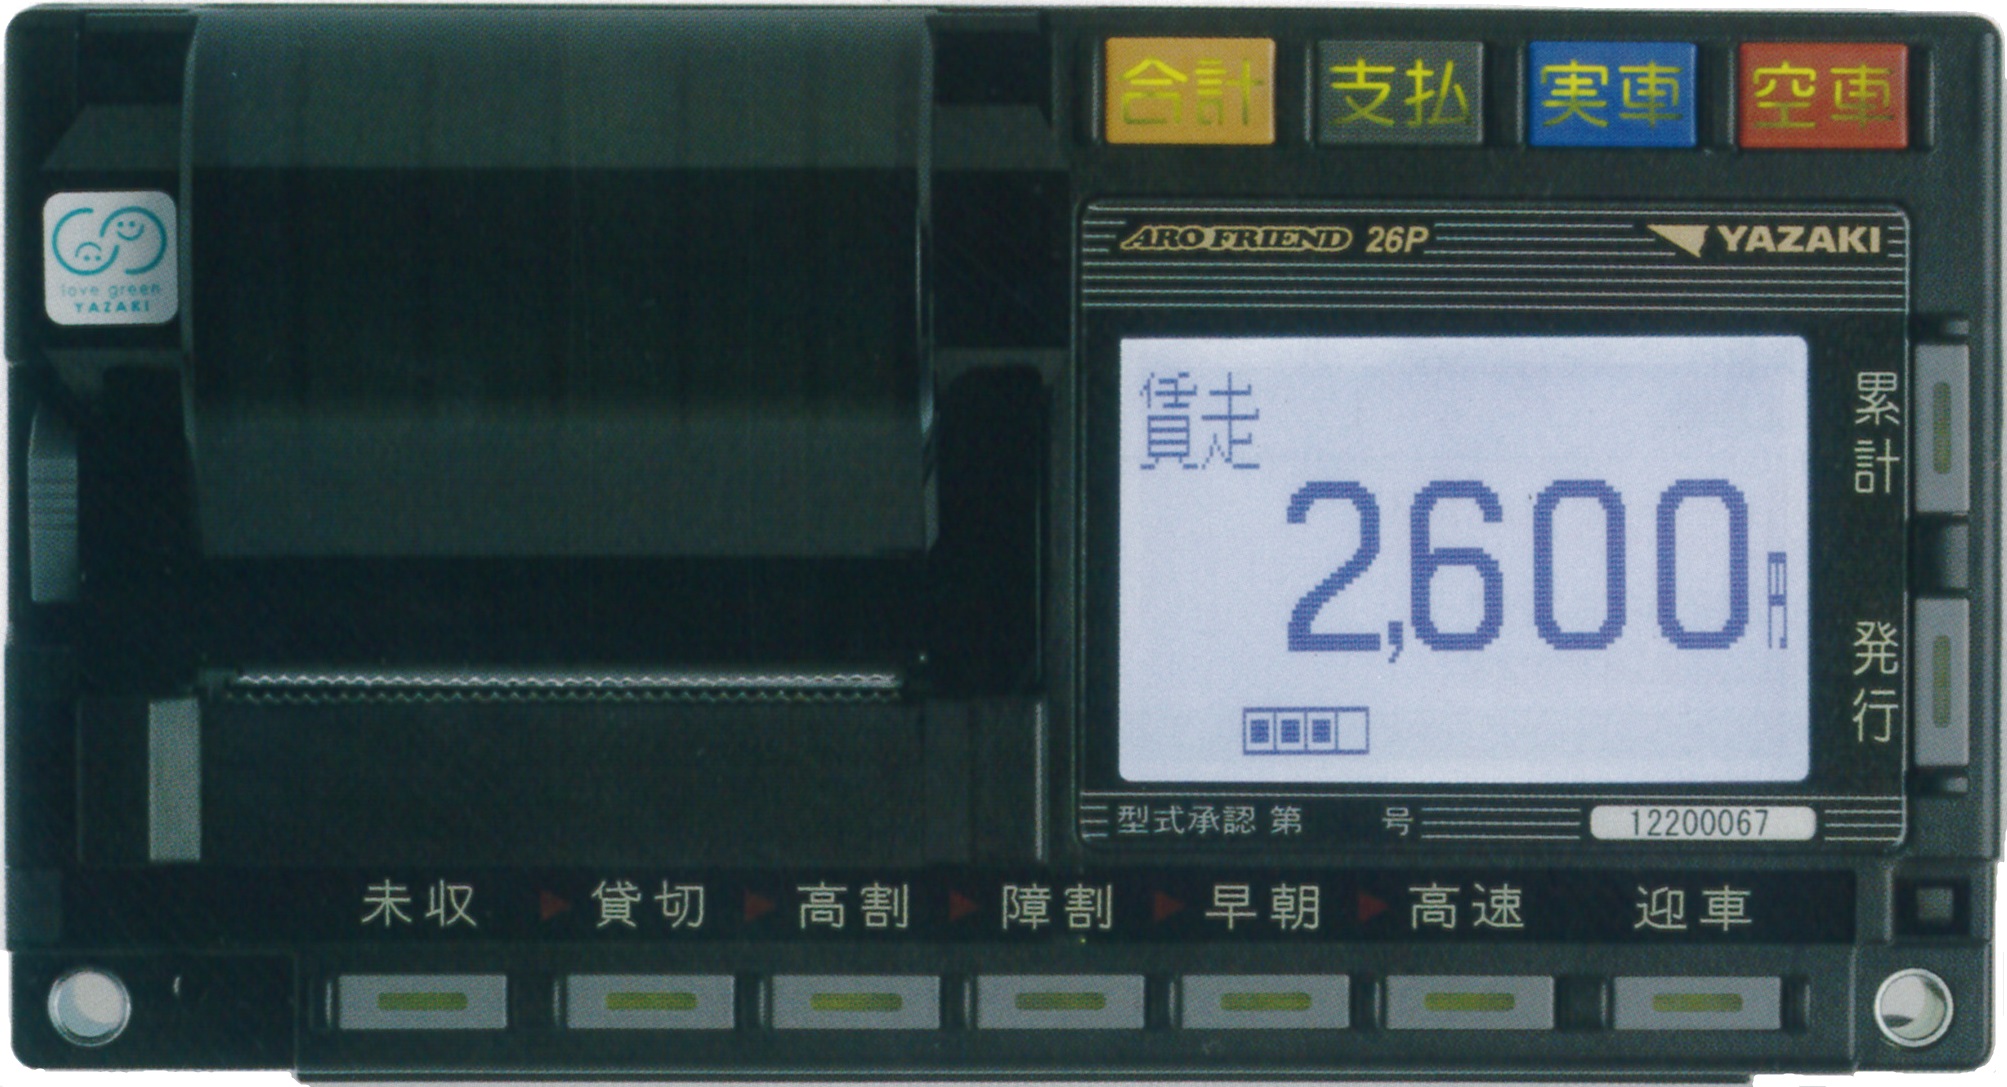 合計 支払 実車 空車
love green
YAZAKI
ARO FRIEND 26P YAZAKI
賃走
2,600円
累計
発行
型式承認 第 号 12200067
未収 貸切 高割 障割 早朝 高速 迎車